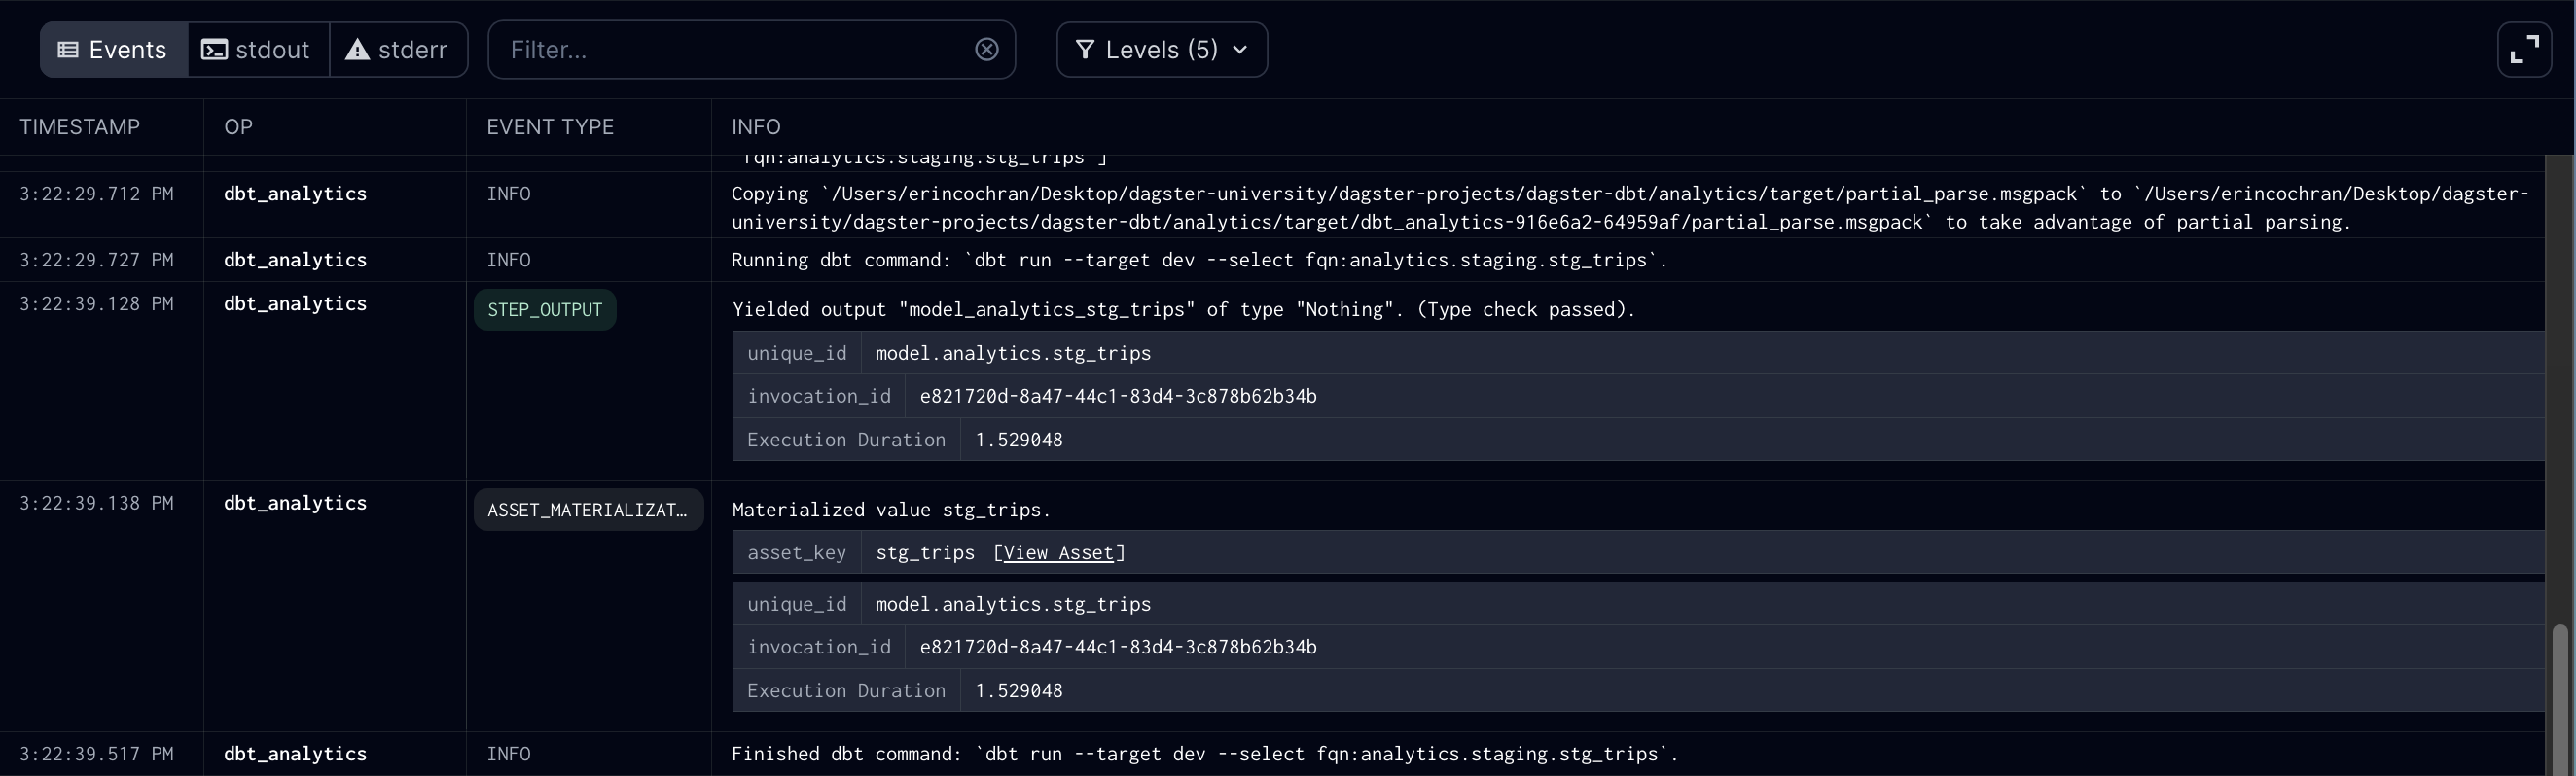 Events
stdout
stderr
Filter...
Levels (5)
TIMESTAMP
OP
EVENT TYPE
INFO
fqn:analytics.staging.stg_trips ]
3:22:29.712 PM
dbt_analytics
INFO
Copying `/Users/erincochran/Desktop/dagster-university/dagster-projects/dagster-dbt/analytics/target/partial_parse.msgpack` to `/Users/erincochran/Desktop/dagster-
university/dagster-projects/dagster-dbt/analytics/target/dbt_analytics-916e6a2-64959af/partial_parse.msgpack` to take advantage of partial parsing.
3:22:29.727 PM
dbt_analytics
INFO
Running dbt command: `dbt run --target dev --select fqn:analytics.staging.stg_trips`.
3:22:39.128 PM
dbt_analytics
STEP_OUTPUT
Yielded output "model_analytics_stg_trips" of type "Nothing". (Type check passed).
unique_id
model.analytics.stg_trips
invocation_id
e821720d-8a47-44c1-83d4-3c878b62b34b
Execution Duration
1.529048
3:22:39.138 PM
dbt_analytics
ASSET_MATERIALIZAT…
Materialized value stg_trips.
asset_key
stg_trips [View Asset]
unique_id
model.analytics.stg_trips
invocation_id
e821720d-8a47-44c1-83d4-3c878b62b34b
Execution Duration
1.529048
3:22:39.517 PM
dbt_analytics
INFO
Finished dbt command: `dbt run --target dev --select fqn:analytics.staging.stg_trips`.